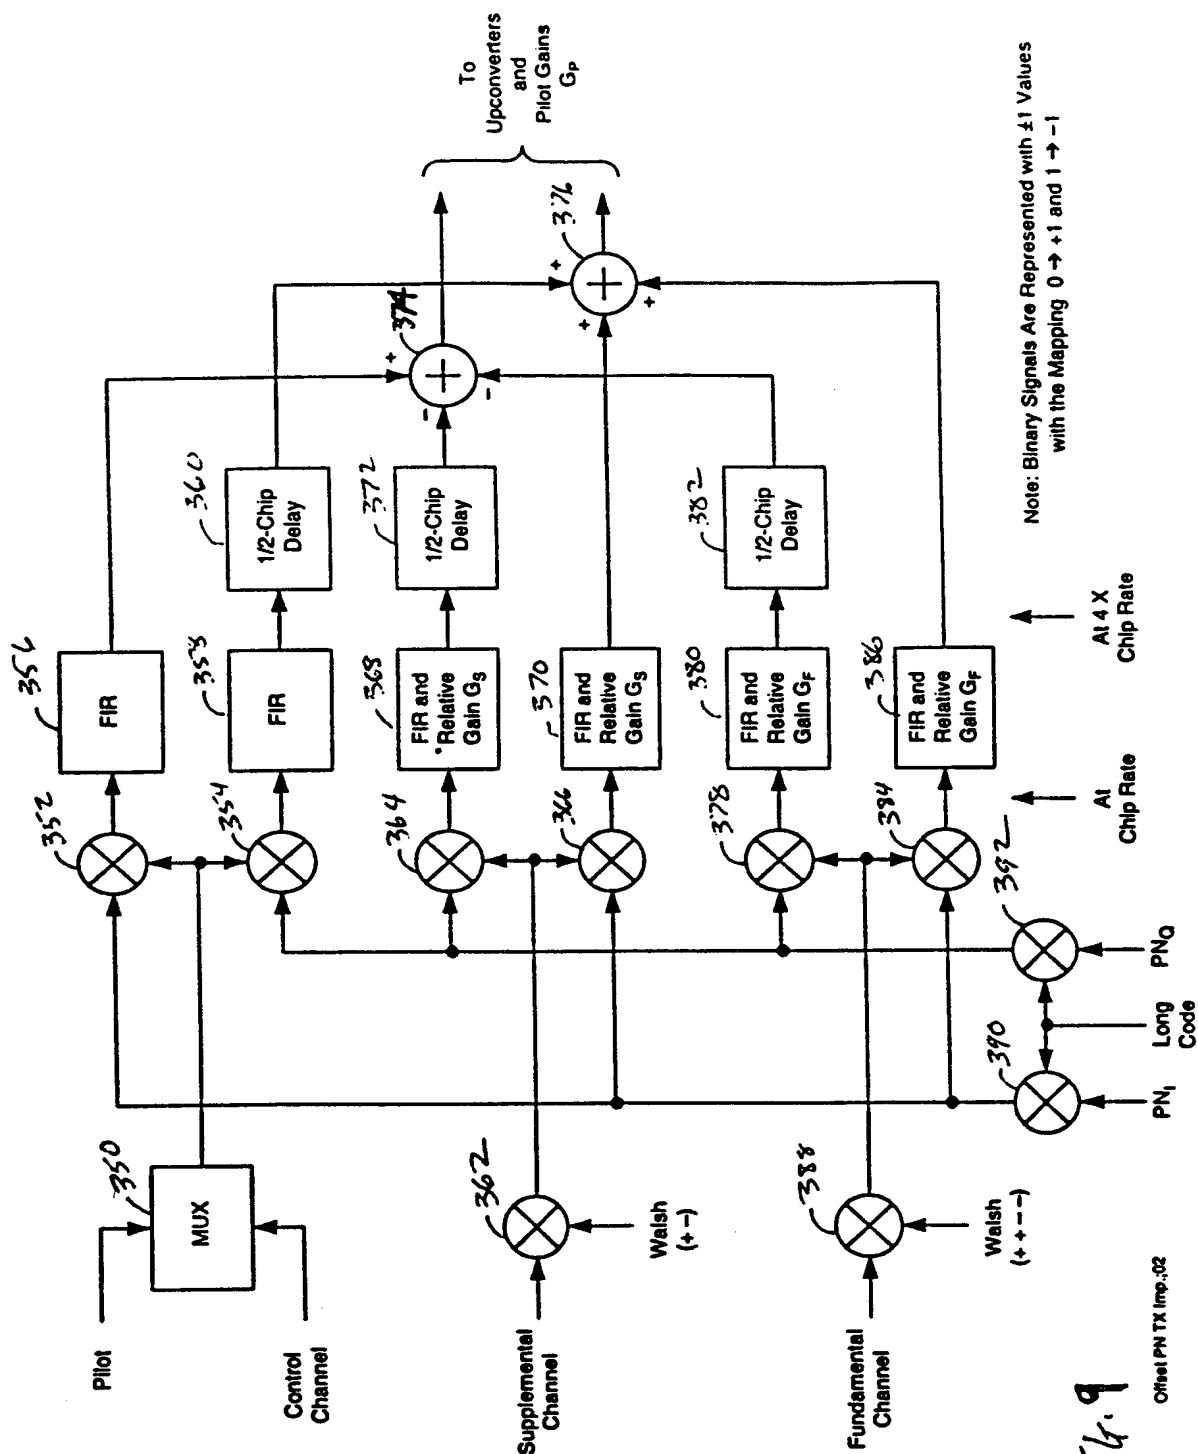 Pilot
Control
Channel
350
MUX
Supplemental
Channel
362
Walsh
(+ −)
Fundamental
Channel
388
Walsh
(+ + − −)
390
392
PNI
Long
Code
PNQ
352
354
364
366
378
384
At
Chip Rate
356
FIR
358
FIR
368
FIR and
Relative
Gain GS
370
FIR and
Relative
Gain GS
380
FIR and
Relative
Gain GF
386
FIR and
Relative
Gain GF
At 4 X
Chip Rate
360
1/2-Chip
Delay
372
1/2-Chip
Delay
382
1/2-Chip
Delay
374
+
−
−
+
376
+
+
+
+
To
Upconverters
and
Pilot Gains
GP
Note: Binary Signals Are Represented with ±1 Values
with the Mapping 0 → +1 and 1 → −1
Offset PN TX Imp.;02
9